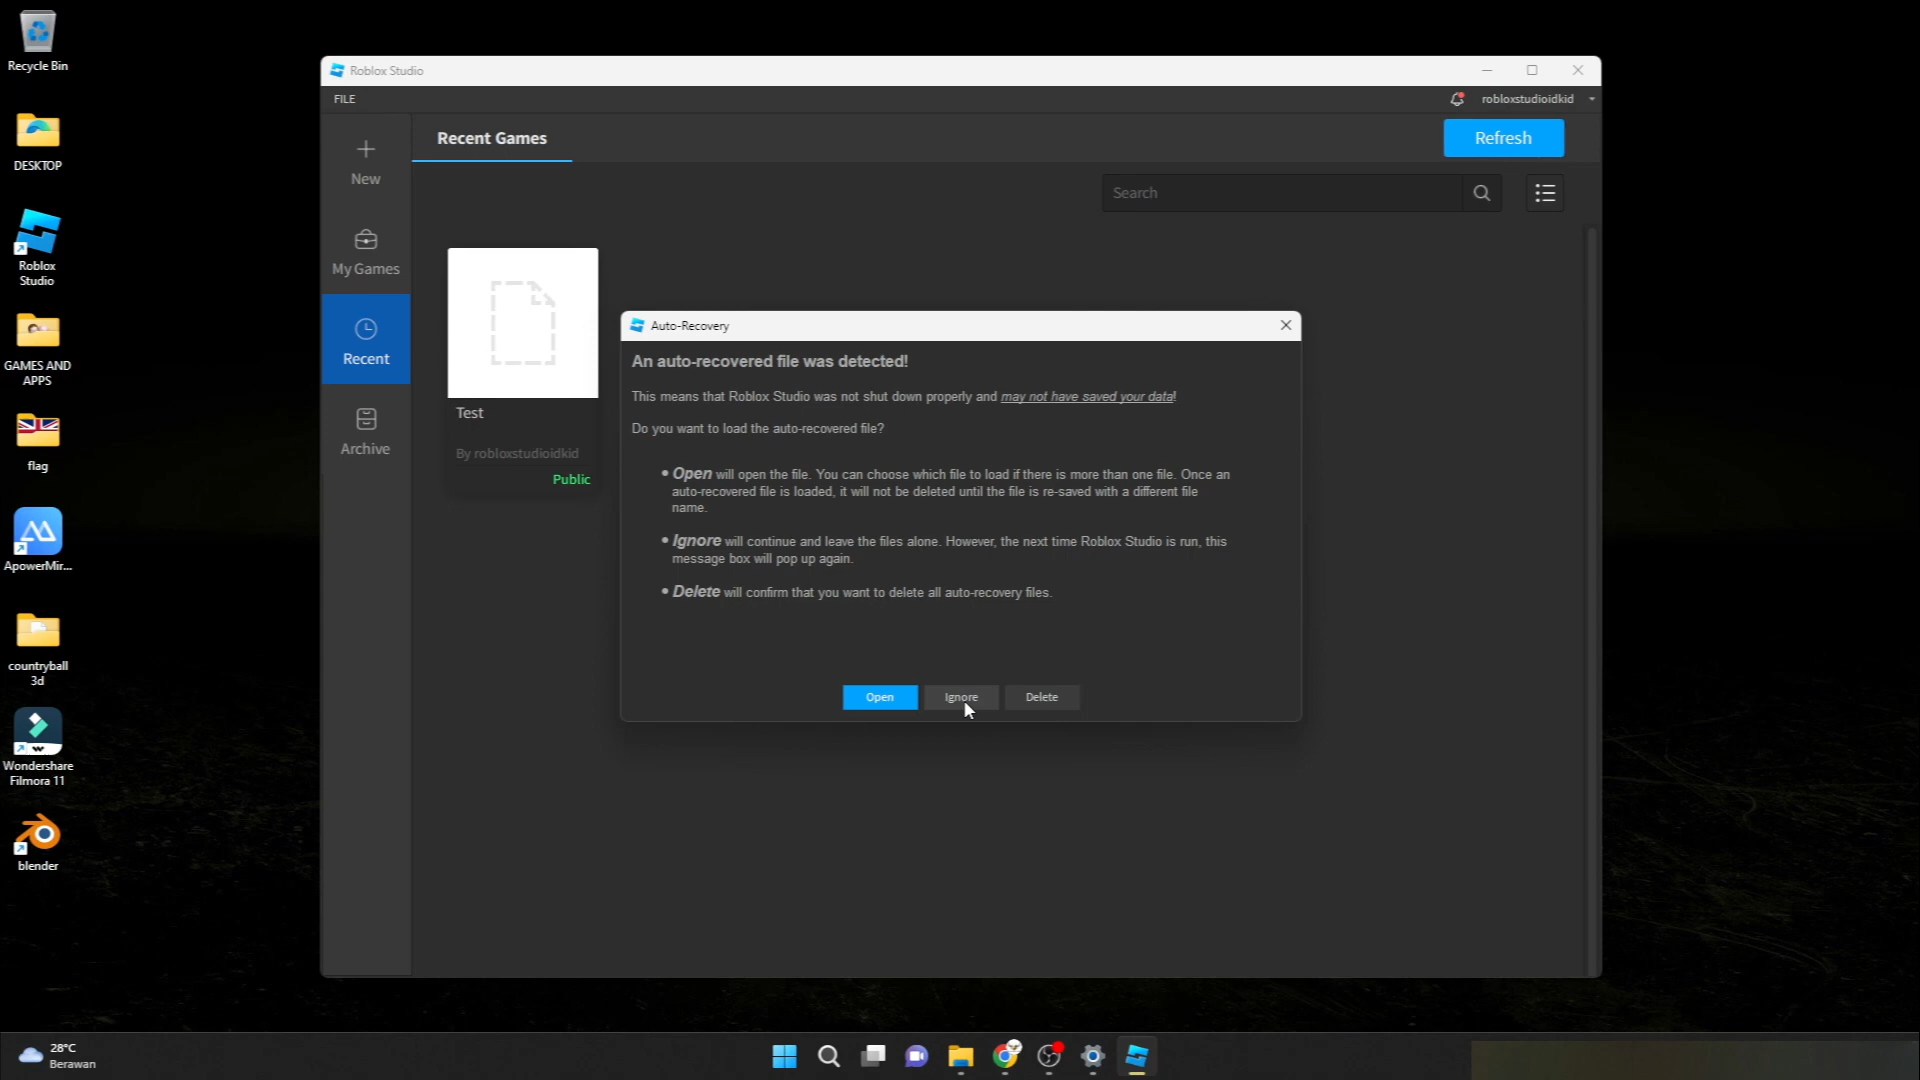 Recycle Bin
DESKTOP
Roblox
Studio
GAMES AND
APPS
flag
ApowerMir...
countryball
3d
Wondershare
Filmora 11
blender
Roblox Studio
FILE
robloxstudioidkid
New
My Games
Recent
Archive
Recent Games
Refresh
Search
Test
By robloxstudioidkid
Public
Auto-Recovery
An auto-recovered file was detected!
This means that Roblox Studio was not shut down properly and may not have saved your data!
Do you want to load the auto-recovered file?
• Open will open the file. You can choose which file to load if there is more than one file. Once an
auto-recovered file is loaded, it will not be deleted until the file is re-saved with a different file
name.
• Ignore will continue and leave the files alone. However, the next time Roblox Studio is run, this
message box will pop up again.
• Delete will confirm that you want to delete all auto-recovery files.
Open
Ignore
Delete
28°C
Berawan